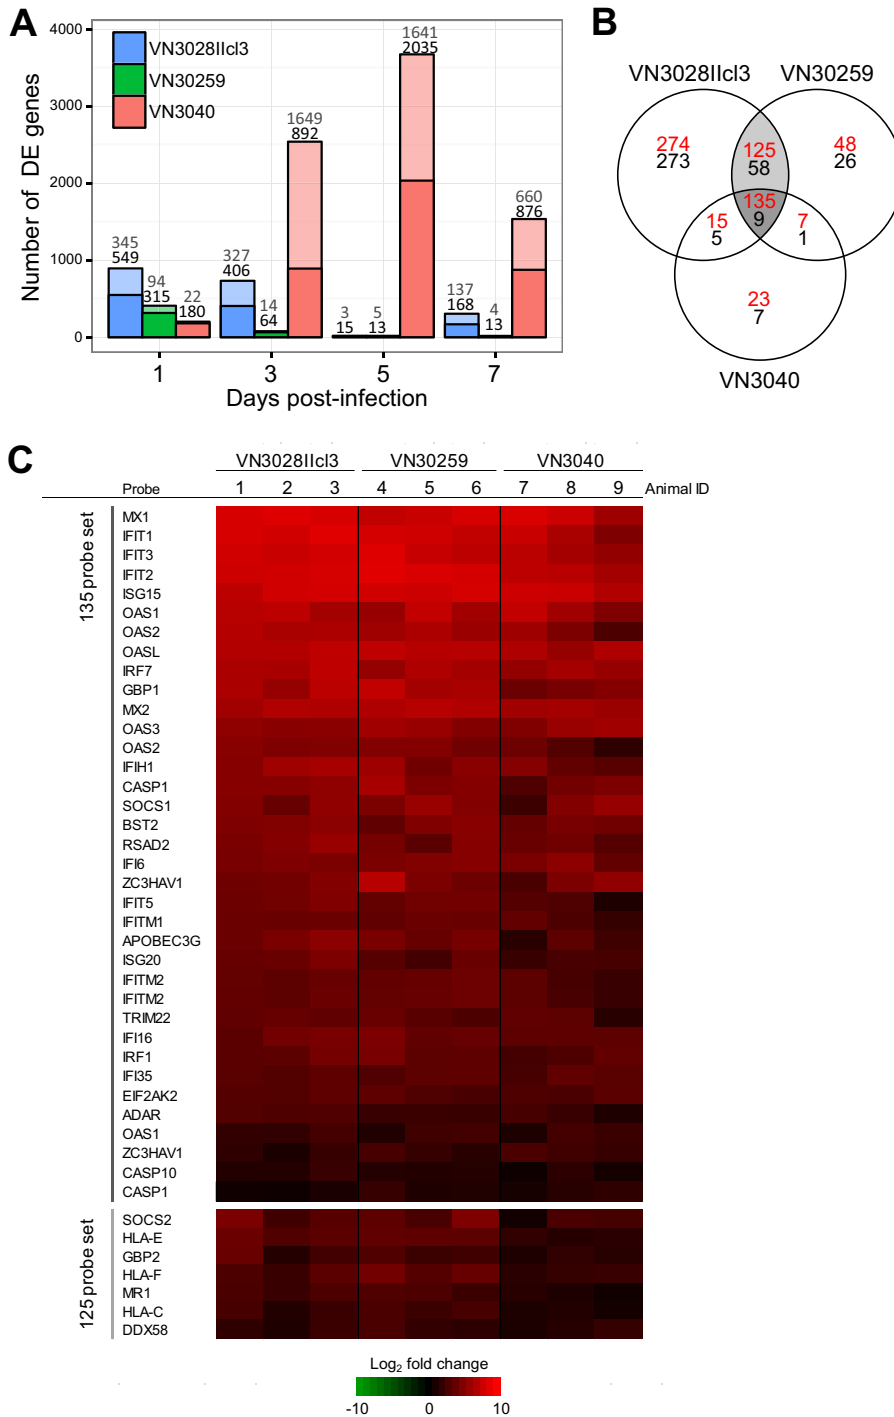 A
Number of DE genes
4000
3000
2000
1000
0
VN3028IIcl3
VN30259
VN3040
345
549
94
315
22
180
327
406
14
64
1649
892
3
15
5
13
1641
2035
137
168
4
13
660
876
1
3
5
7
Days post-infection
B
VN3028IIcl3
VN30259
274
273
125
58
48
26
135
9
15
5
7
1
23
7
VN3040
C
VN3028IIcl3 VN30259 VN3040
Probe 1 2 3 4 5 6 7 8 9 Animal ID
135 probe set
MX1
IFIT1
IFIT3
IFIT2
ISG15
OAS1
OAS2
OASL
IRF7
GBP1
MX2
OAS3
OAS2
IFIH1
CASP1
SOCS1
BST2
RSAD2
IFI6
ZC3HAV1
IFIT5
IFITM1
APOBEC3G
ISG20
IFITM2
IFITM2
TRIM22
IFI16
IRF1
IFI35
EIF2AK2
ADAR
OAS1
ZC3HAV1
CASP10
CASP1
125 probe set
SOCS2
HLA-E
GBP2
HLA-F
MR1
HLA-C
DDX58
Log2 fold change
-10 0 10